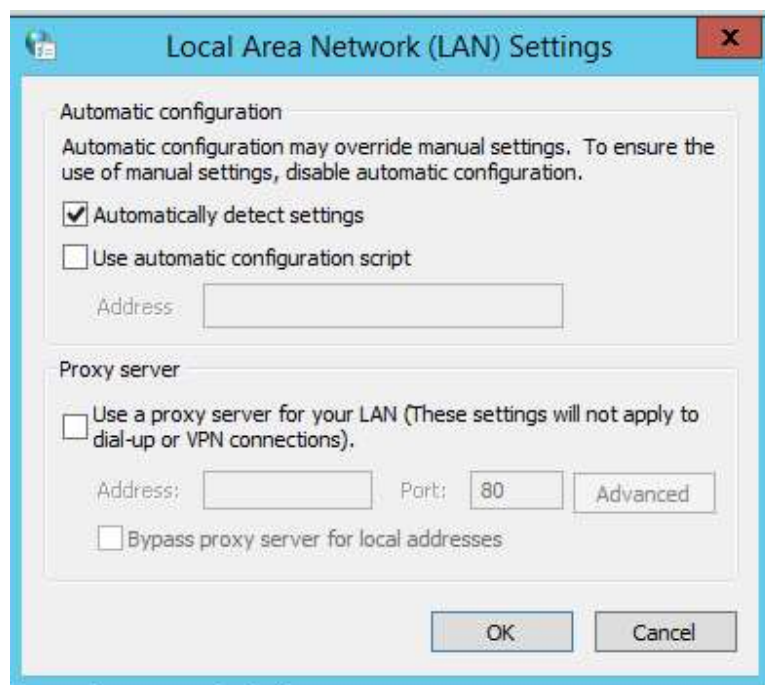 Local Area Network (LAN) Settings
x
Automatic configuration
Automatic configuration may override manual settings. To ensure the
use of manual settings, disable automatic configuration.
Automatically detect settings
Use automatic configuration script
Address
Proxy server
Use a proxy server for your LAN (These settings will not apply to
dial-up or VPN connections).
Address: Port: 80 Advanced
Bypass proxy server for local addresses
OK Cancel